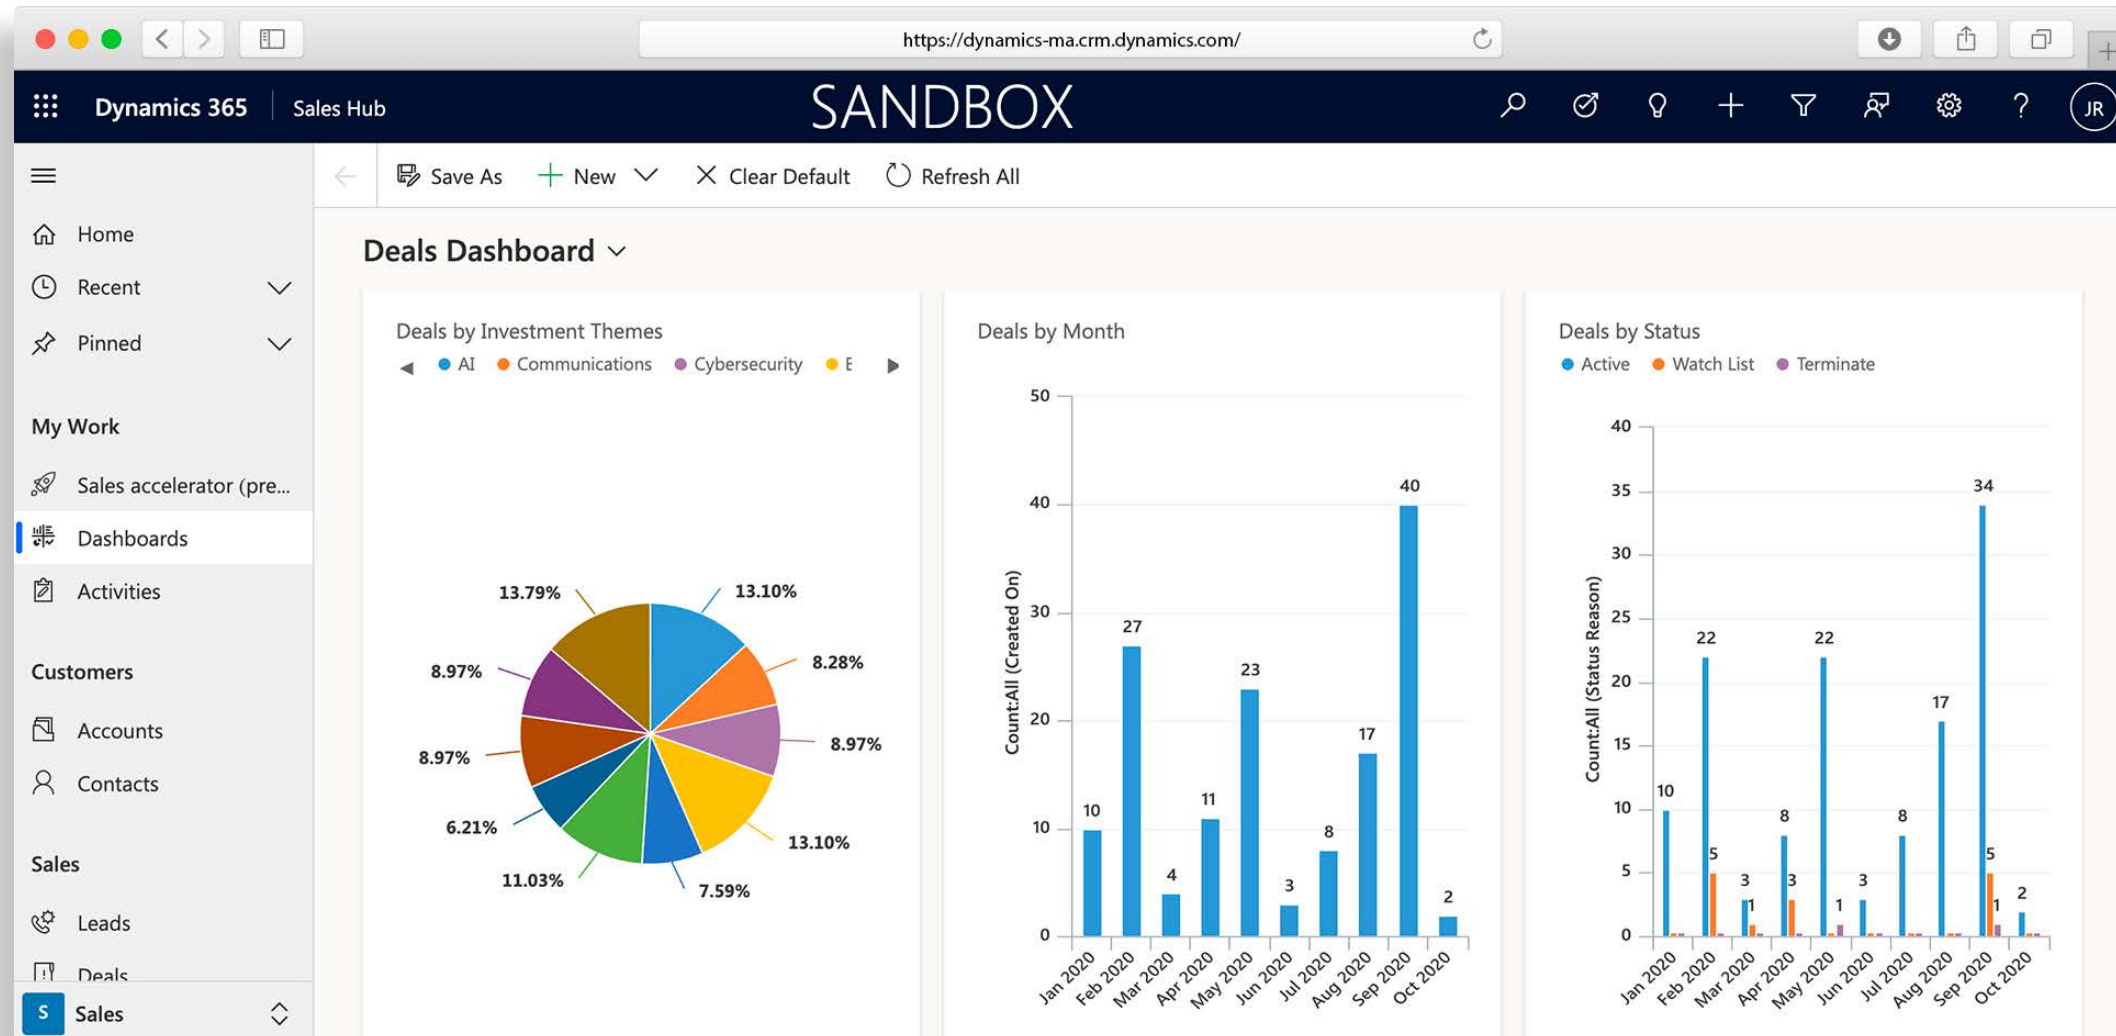 https://dynamics-ma.crm.dynamics.com/
Dynamics 365
Sales Hub
SANDBOX
?
JR
Save As
New
Clear Default
Refresh All
Home
Recent
Pinned
My Work
Sales accelerator (pre...
Dashboards
Activities
Customers
Accounts
Contacts
Sales
Leads
Deals
S
Sales
Deals Dashboard
Deals by Investment Themes
AI Communications Cybersecurity E
13.10%
8.28%
8.97%
13.10%
7.59%
11.03%
6.21%
8.97%
8.97%
13.79%
Deals by Month
Count:All (Created On)
50
40
30
20
10
0
10
27
4
11
23
3
8
17
40
2
Jan 2020
Feb 2020
Mar 2020
Apr 2020
May 2020
Jun 2020
Jul 2020
Aug 2020
Sep 2020
Oct 2020
Deals by Status
Active Watch List Terminate
Count:All (Status Reason)
40
35
30
25
20
15
10
5
0
10
22
5
3
1
8
3
22
1
3
8
17
34
5
1
2
Jan 2020
Feb 2020
Mar 2020
Apr 2020
May 2020
Jun 2020
Jul 2020
Aug 2020
Sep 2020
Oct 2020